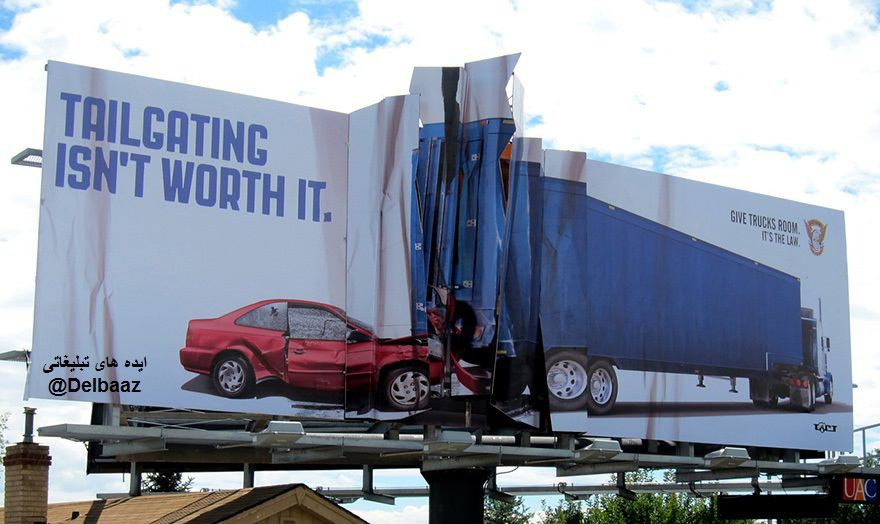 TAILGATING
ISN'T WORTH IT.
GIVE TRUCKS ROOM.
IT'S THE LAW.
ایده های تبلیغاتی
@Delbaaz
UAC